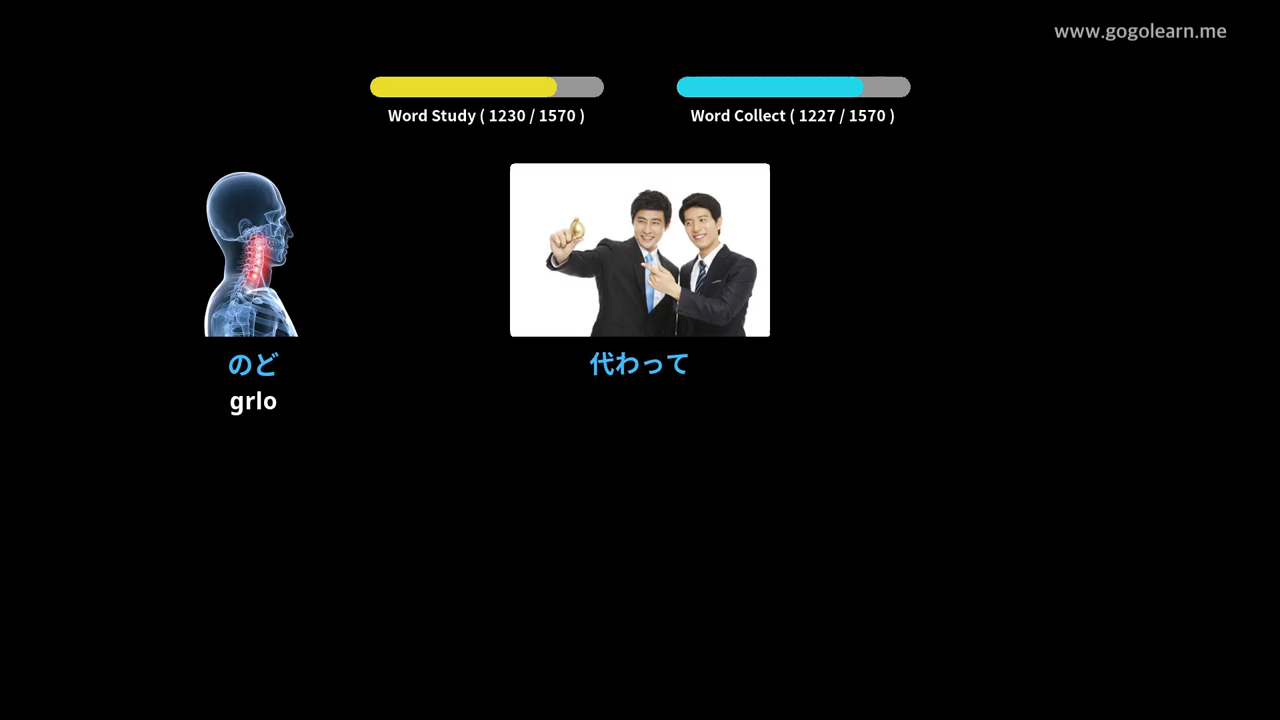 www.gogolearn.me
Word Study ( 1230 / 1570 )
Word Collect ( 1227 / 1570 )
のど
代わって
grlo